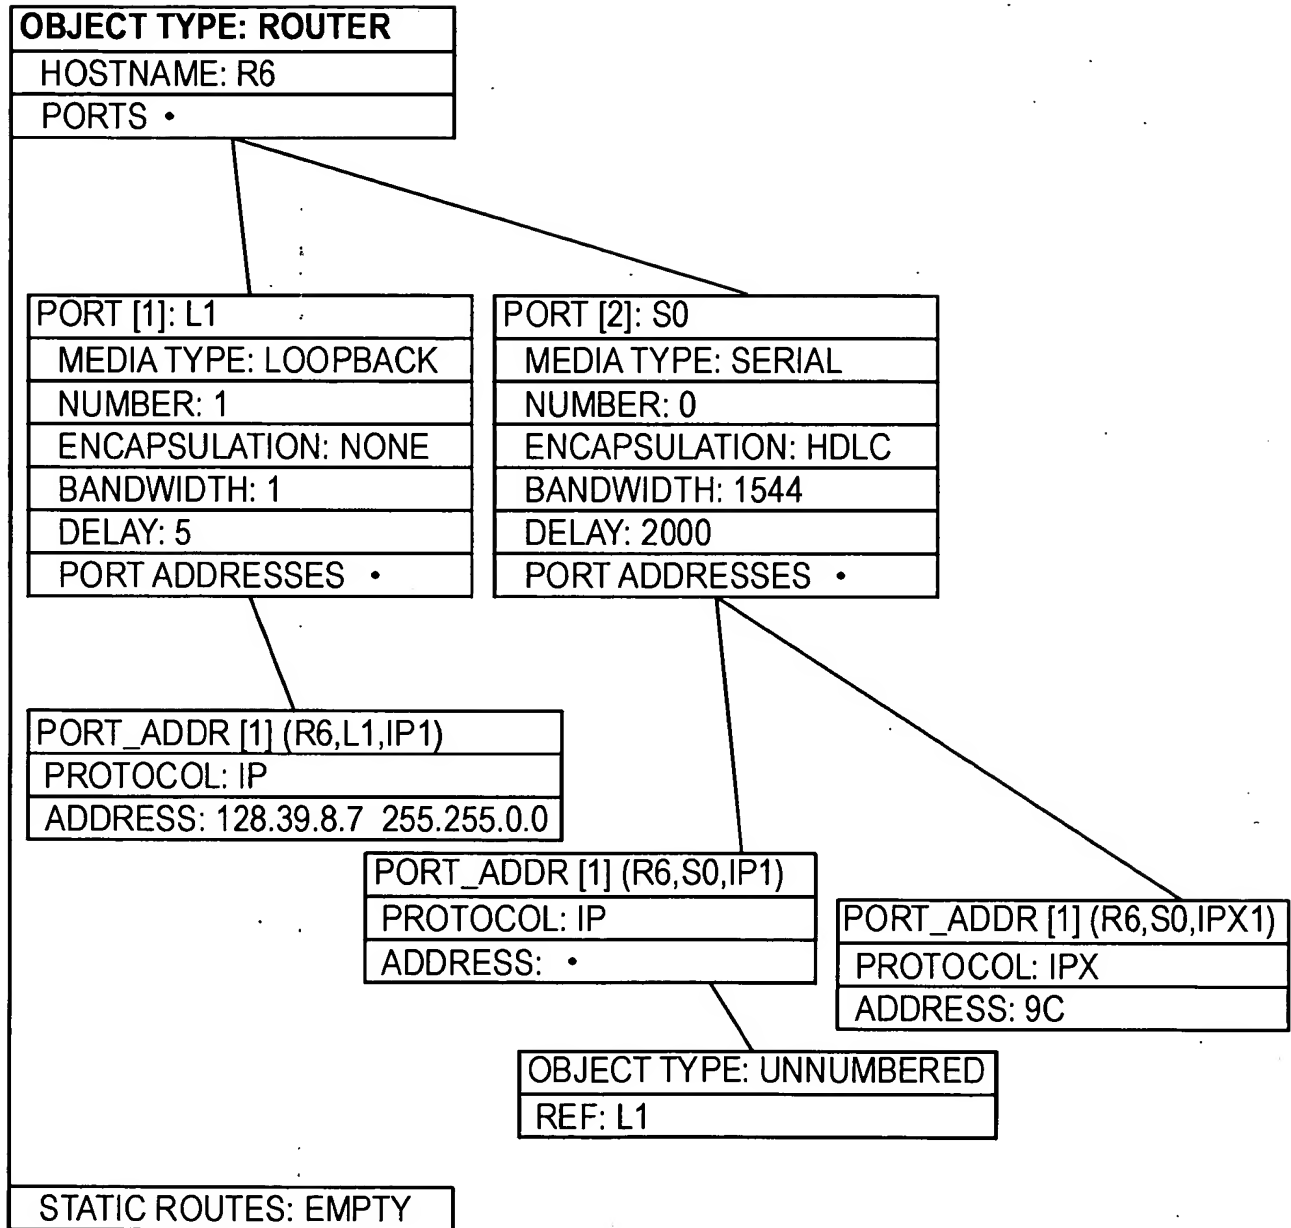 OBJECT TYPE: ROUTER
HOSTNAME: R6
PORTS •
PORT [1]: L1
MEDIA TYPE: LOOPBACK
NUMBER: 1
ENCAPSULATION: NONE
BANDWIDTH: 1
DELAY: 5
PORT ADDRESSES •
PORT [2]: S0
MEDIA TYPE: SERIAL
NUMBER: 0
ENCAPSULATION: HDLC
BANDWIDTH: 1544
DELAY: 2000
PORT ADDRESSES •
PORT_ADDR [1] (R6,L1,IP1)
PROTOCOL: IP
ADDRESS: 128.39.8.7 255.255.0.0
PORT_ADDR [1] (R6,S0,IP1)
PROTOCOL: IP
ADDRESS: •
PORT_ADDR [1] (R6,S0,IPX1)
PROTOCOL: IPX
ADDRESS: 9C
OBJECT TYPE: UNNUMBERED
REF: L1
STATIC ROUTES: EMPTY